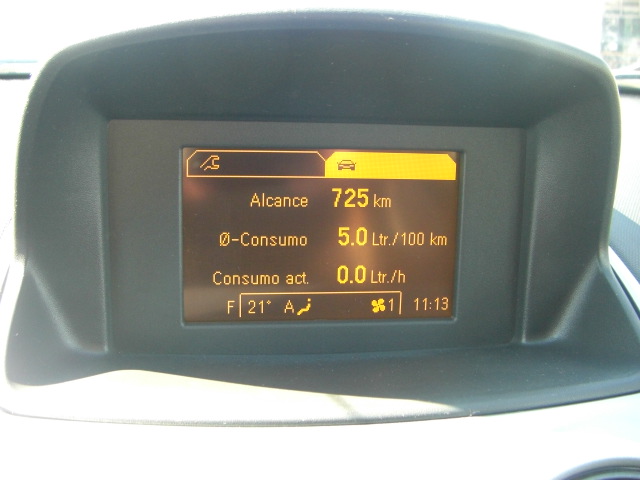 Alcance 725 km
Ø-Consumo 5.0 Ltr./100 km
Consumo act. 0.0 Ltr./h
F 21° A 1 11:13